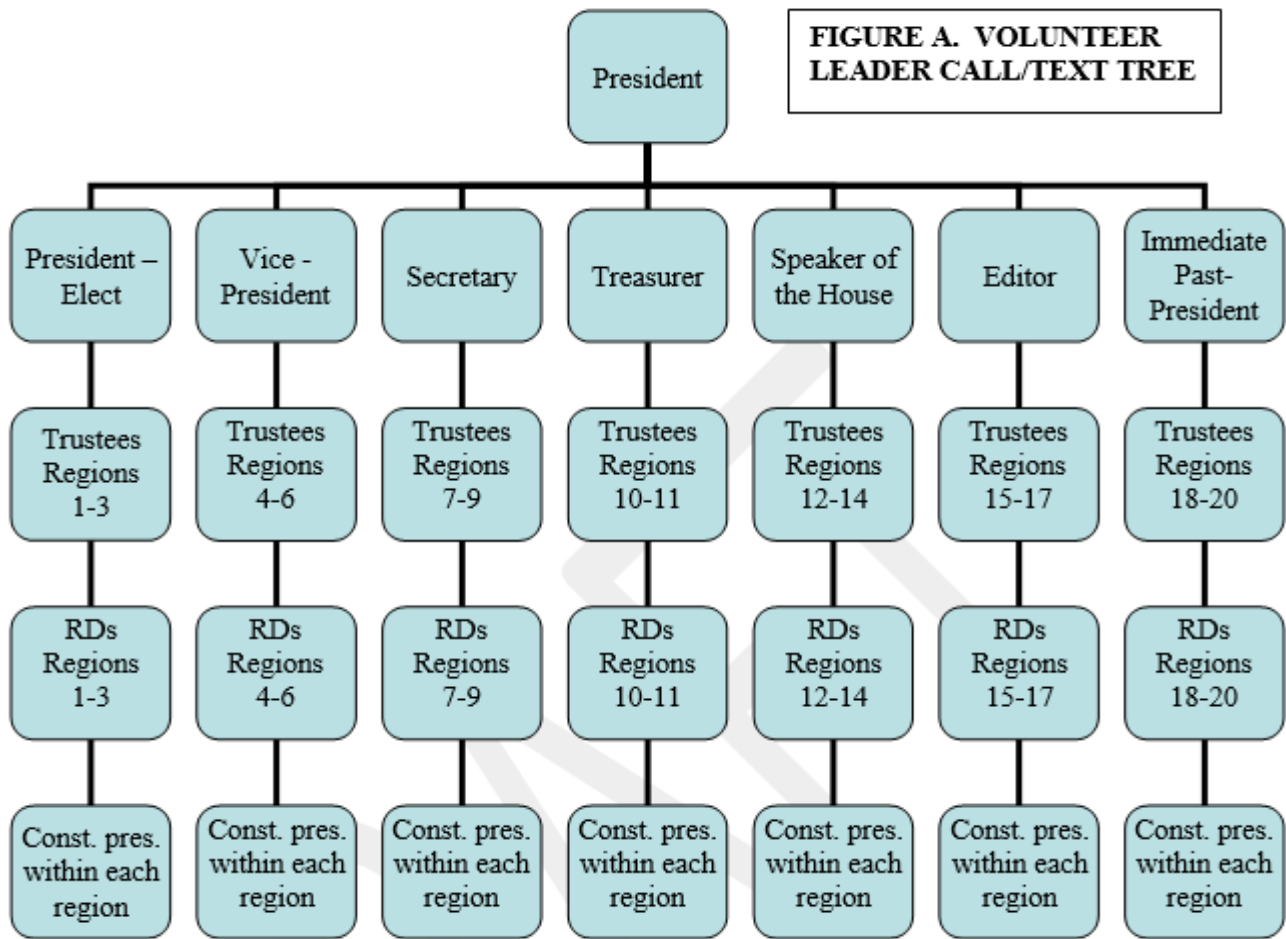 President
FIGURE A. VOLUNTEER
LEADER CALL/TEXT TREE
President –
Elect
Vice -
President
Secretary
Treasurer
Speaker of
the House
Editor
Immediate
Past-
President
Trustees
Regions
1-3
Trustees
Regions
4-6
Trustees
Regions
7-9
Trustees
Regions
10-11
Trustees
Regions
12-14
Trustees
Regions
15-17
Trustees
Regions
18-20
RDs
Regions
1-3
RDs
Regions
4-6
RDs
Regions
7-9
RDs
Regions
10-11
RDs
Regions
12-14
RDs
Regions
15-17
RDs
Regions
18-20
Const. pres.
within each
region
Const. pres.
within each
region
Const. pres.
within each
region
Const. pres.
within each
region
Const. pres.
within each
region
Const. pres.
within each
region
Const. pres.
within each
region